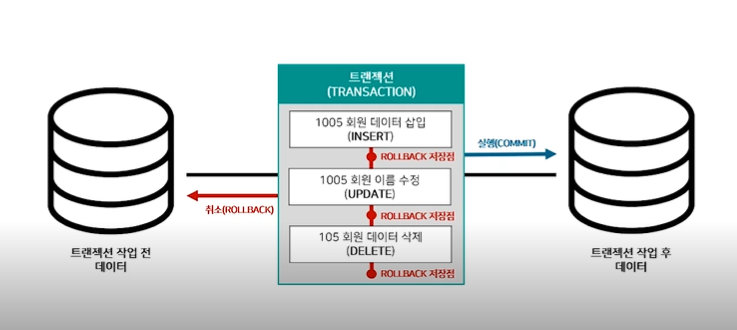 트랜젝션
(TRANSACTION)
1005 회원 데이터 삽입
(INSERT)
ROLLBACK 저장점
실행(COMMIT)
1005 회원 이름 수정
(UPDATE)
취소(ROLLBACK)
ROLLBACK 저장점
105 회원 데이터 삭제
(DELETE)
ROLLBACK 저장점
트랜젝션 작업 전
데이터
트랜젝션 작업 후
데이터